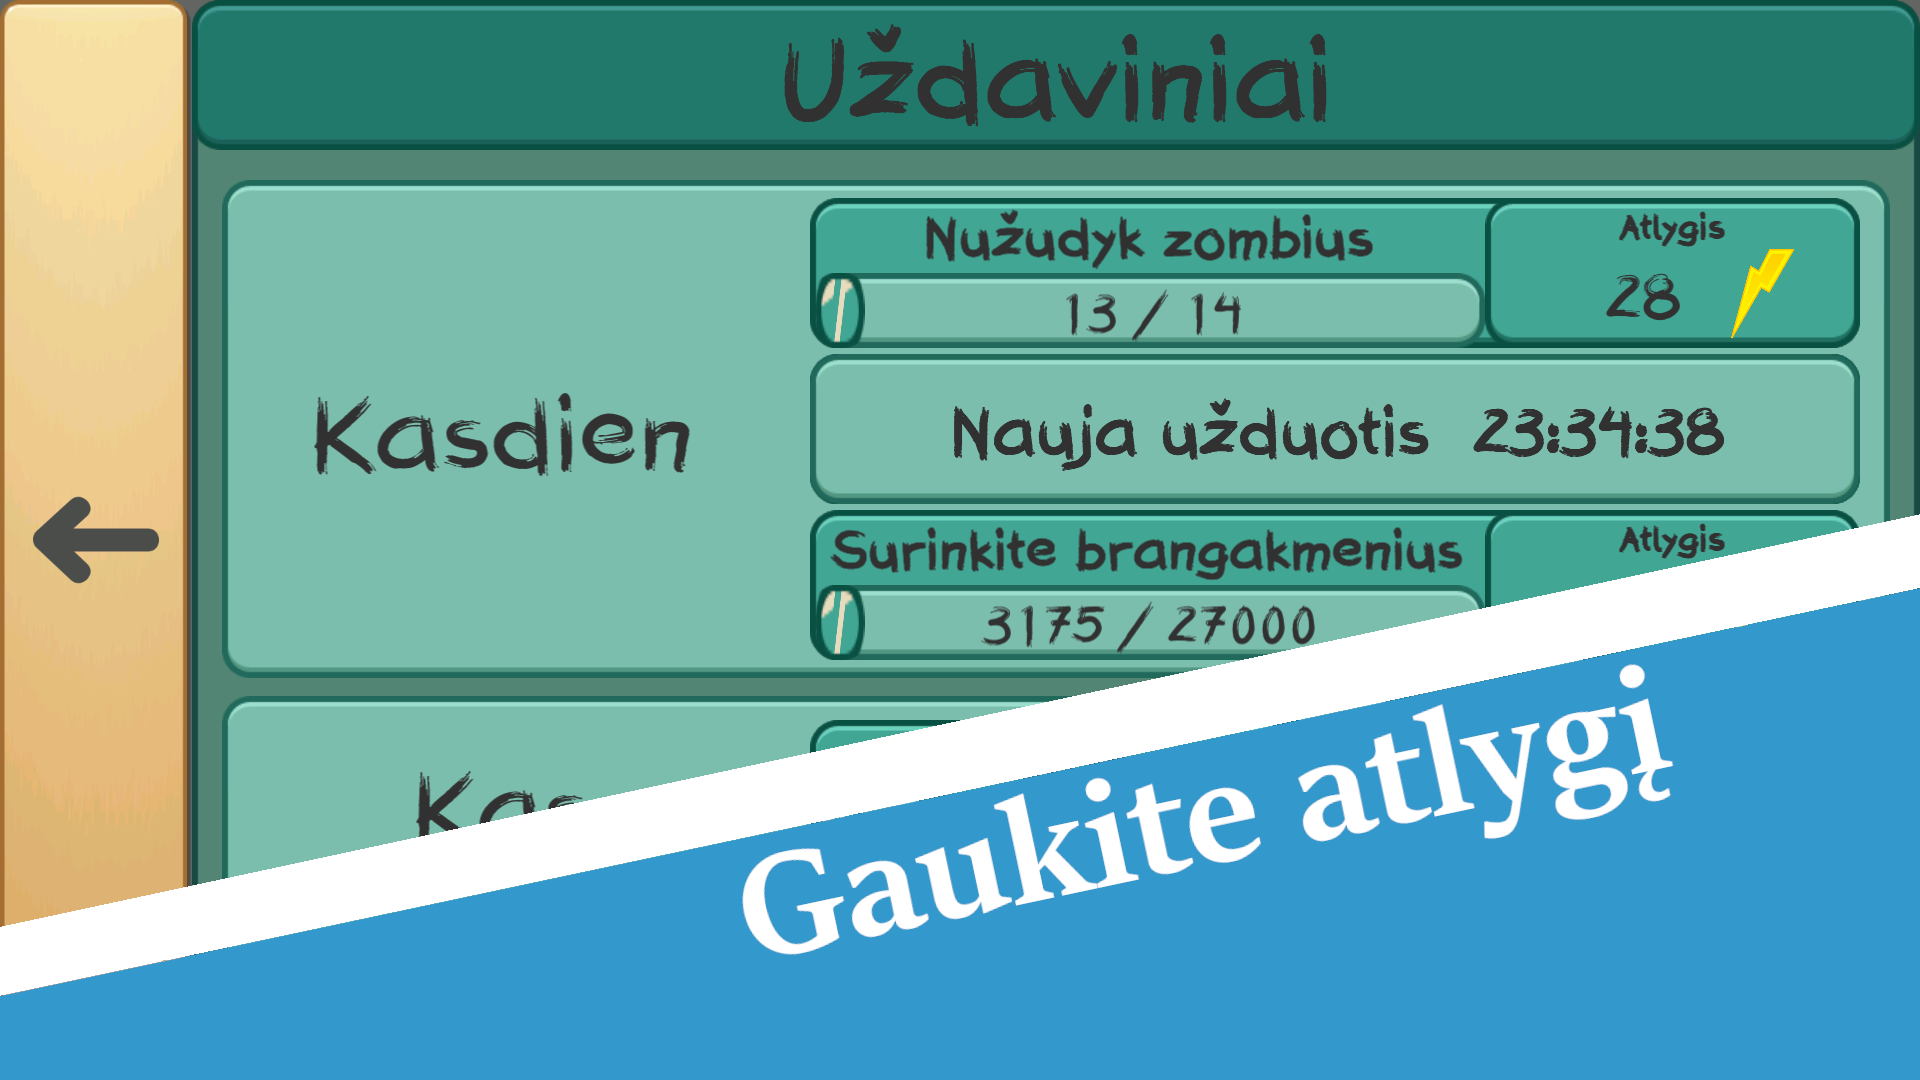 Uždaviniai
Nužudyk zombius
Atlygis
13 / 14
28
Kasdien
Nauja užduotis 23:34:38
Surinkite brangakmenius
Atlygis
3175 / 27000
Gaukite atlygį